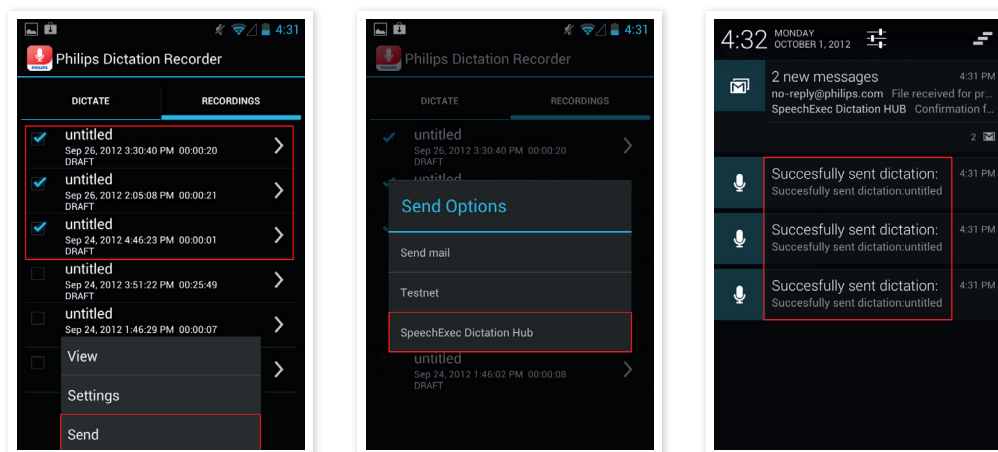 4:31
Philips Dictation Recorder
DICTATE RECORDINGS
untitled
Sep 26, 2012 3:30:40 PM 00:00:20
DRAFT
untitled
Sep 26, 2012 2:05:08 PM 00:00:21
DRAFT
untitled
Sep 24, 2012 4:46:23 PM 00:00:01
DRAFT
untitled
Sep 24, 2012 3:51:22 PM 00:25:49
DRAFT
untitled
Sep 24, 2012 1:46:29 PM 00:00:07
View
Settings
Send
4:31
Philips Dictation Recorder
DICTATE RECORDINGS
untitled
Sep 26, 2012 3:30:40 PM 00:00:20
DRAFT
untitled
Send Options
Send mail
Testnet
SpeechExec Dictation Hub
untitled
Sep 24, 2012 1:46:02 PM 00:00:08
DRAFT
4:32 MONDAY
OCTOBER 1, 2012
2 new messages 4:31 PM
no-reply@philips.com File received for pr...
SpeechExec Dictation HUB Confirmation f...
2
Succesfully sent dictation: 4:31 PM
Succesfully sent dictation:untitled
Succesfully sent dictation: 4:31 PM
Succesfully sent dictation:untitled
Succesfully sent dictation: 4:31 PM
Succesfully sent dictation:untitled